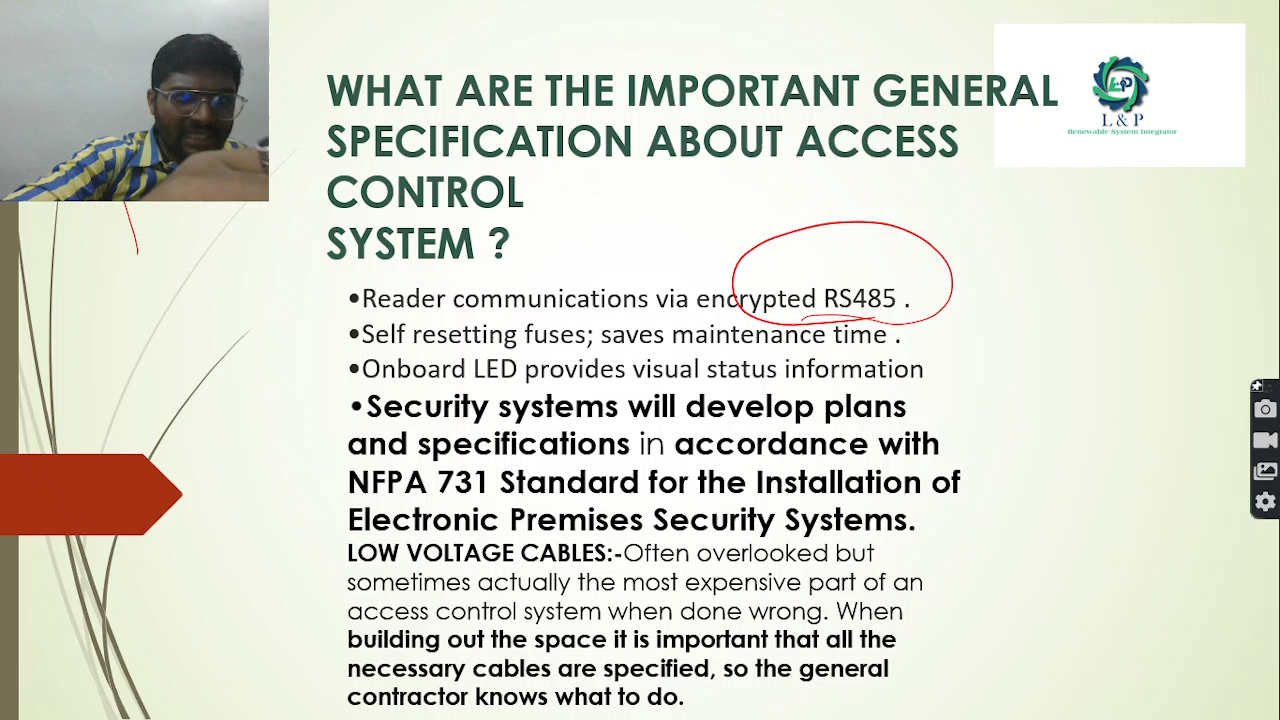 WHAT ARE THE IMPORTANT GENERAL
SPECIFICATION ABOUT ACCESS
CONTROL
SYSTEM ?
L & P
Renewable System Integrator
•Reader communications via encrypted RS485 .
•Self resetting fuses; saves maintenance time .
•Onboard LED provides visual status information
•Security systems will develop plans
and specifications in accordance with
NFPA 731 Standard for the Installation of
Electronic Premises Security Systems.
LOW VOLTAGE CABLES:-Often overlooked but
sometimes actually the most expensive part of an
access control system when done wrong. When
building out the space it is important that all the
necessary cables are specified, so the general
contractor knows what to do.